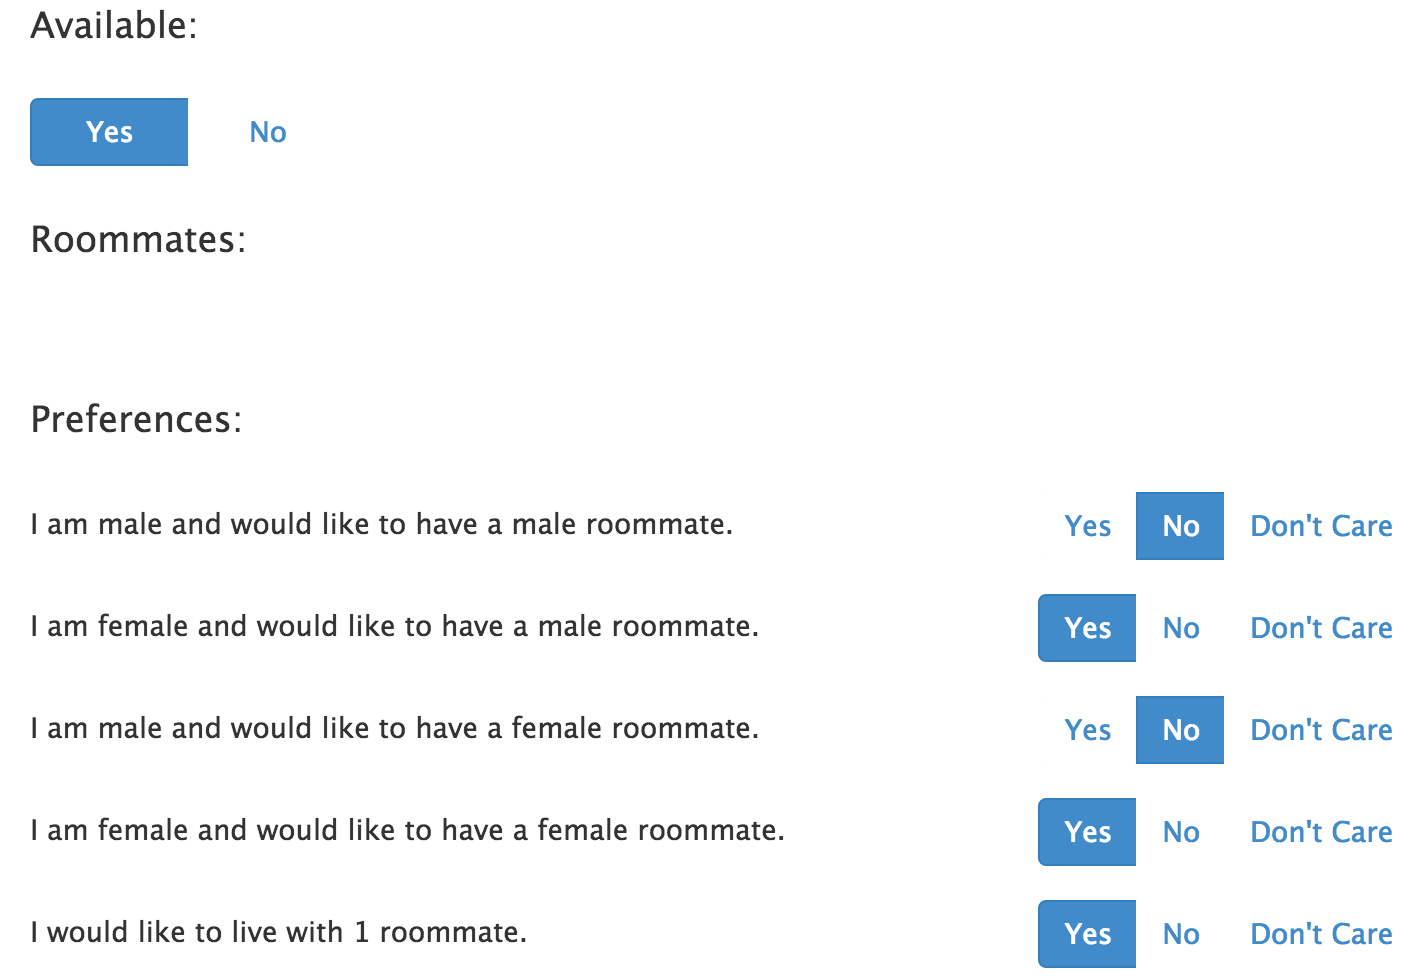 Available:
Yes No
Roommates:
Preferences:
I am male and would like to have a male roommate. Yes No Don't Care
I am female and would like to have a male roommate. Yes No Don't Care
I am male and would like to have a female roommate. Yes No Don't Care
I am female and would like to have a female roommate. Yes No Don't Care
I would like to live with 1 roommate. Yes No Don't Care